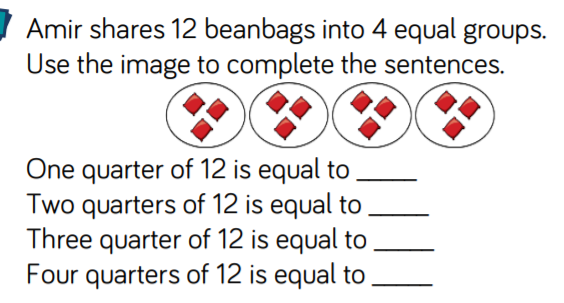 Amir shares 12 beanbags into 4 equal groups.
Use the image to complete the sentences.
One quarter of 12 is equal to _____
Two quarters of 12 is equal to _____
Three quarter of 12 is equal to _____
Four quarters of 12 is equal to _____